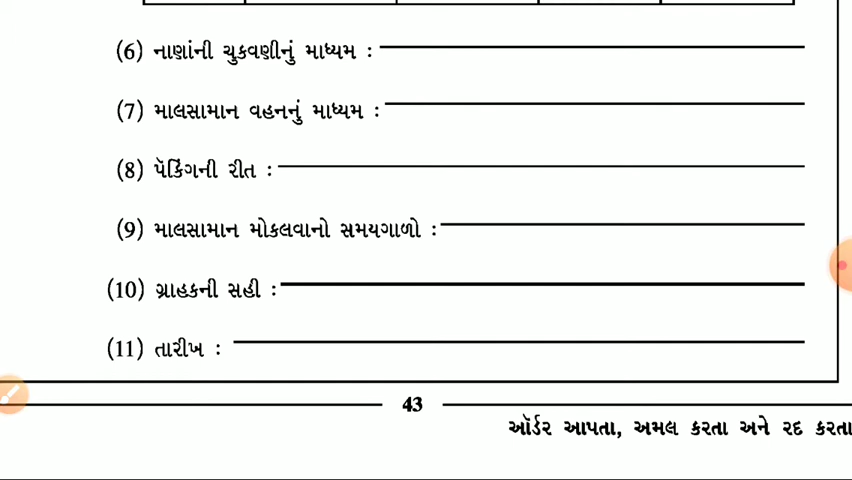 (6) નાણાંની ચુકવણીનું માધ્યમ :
(7) માલસામાન વહનનું માધ્યમ :
(8) પૅકિંગની રીત :
(9) માલસામાન મોકલવાનો સમયગાળો :
(10) ગ્રાહકની સહી :
(11) તારીખ :
43
ઑર્ડર આપતા, અમલ કરતા અને રદ કરતા